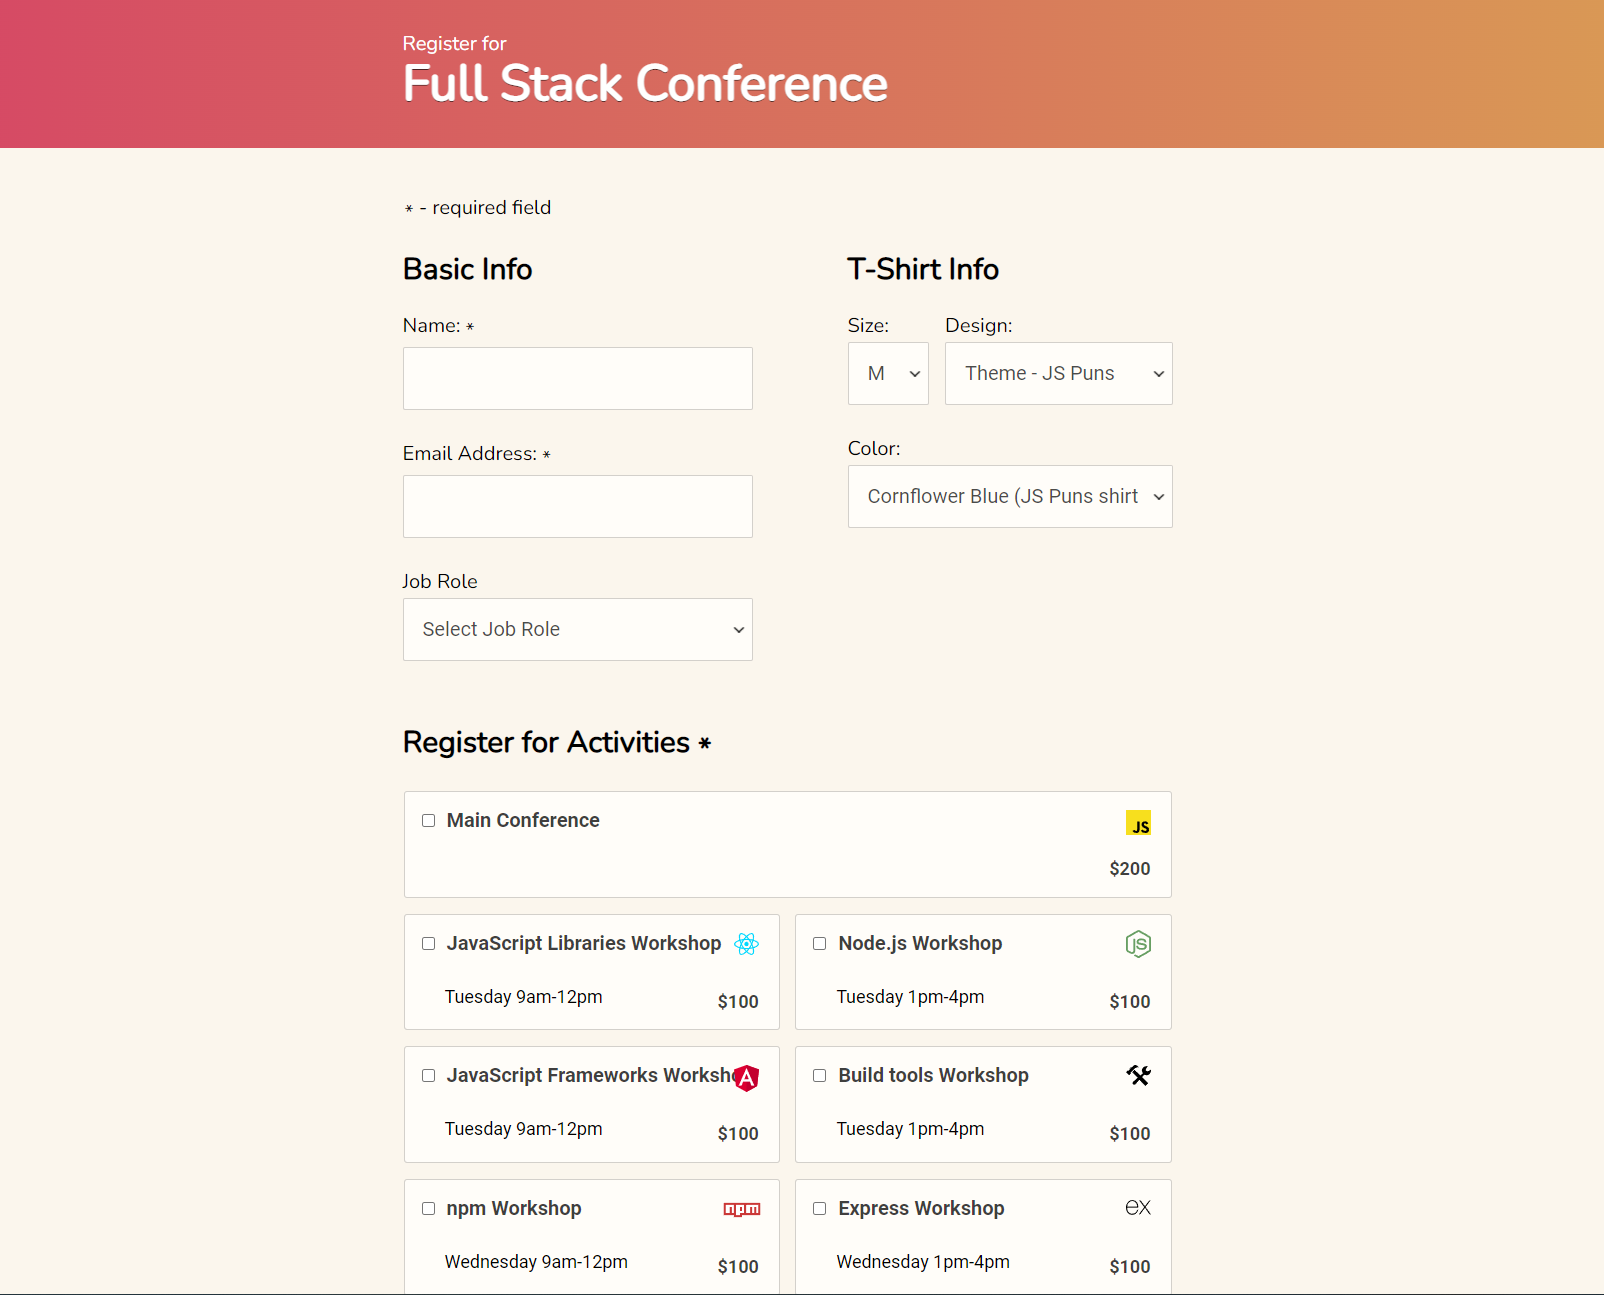 Register for
Full Stack Conference
* - required field
Basic Info
Name: *
Email Address: *
Job Role
Select Job Role
T-Shirt Info
Size:
Design:
M
Theme - JS Puns
Color:
Cornflower Blue (JS Puns shirt
Register for Activities *
Main Conference
JS
$200
JavaScript Libraries Workshop
Tuesday 9am-12pm
$100
Node.js Workshop
JS
Tuesday 1pm-4pm
$100
JavaScript Frameworks Worksh
A
Tuesday 9am-12pm
$100
Build tools Workshop
Tuesday 1pm-4pm
$100
npm Workshop
npm
Wednesday 9am-12pm
$100
Express Workshop
ex
Wednesday 1pm-4pm
$100